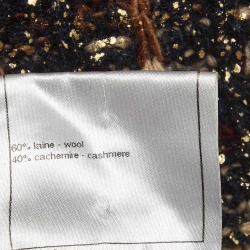 60% laine - wool
40% cachemire - cashmere